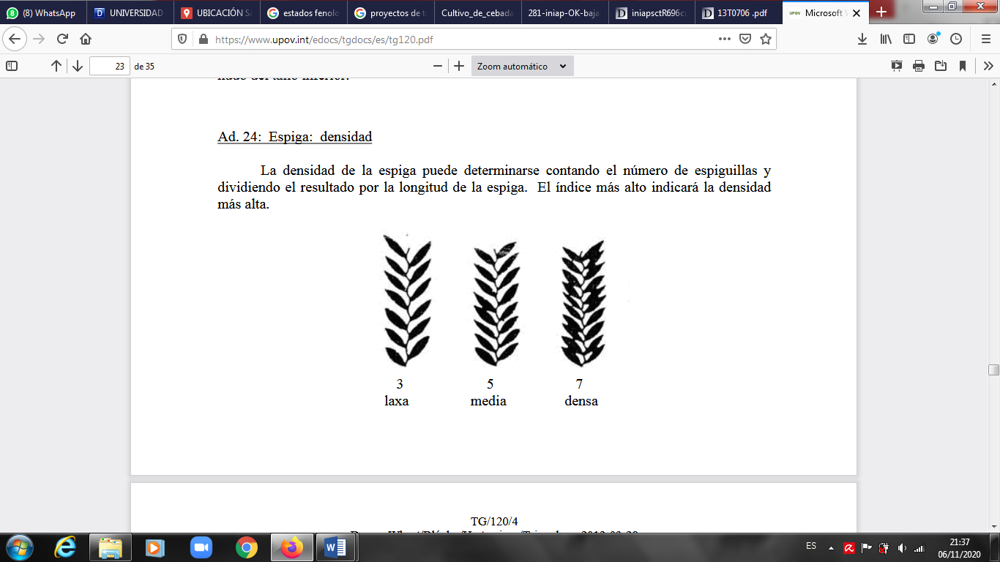 (8) WhatsApp
UNIVERSIDAD
UBICACIÓN S
estados fenolo
proyectos de t
Cultivo_de_cebada
281-iniap-OK-baja
iniapsctR696c
13T0706 .pdf
Microsoft W
https://www.upov.int/edocs/tgdocs/es/tg120.pdf
23 de 35
Zoom automático
nudo del tallo inferior.
Ad. 24: Espiga: densidad
La densidad de la espiga puede determinarse contando el número de espiguillas y
dividiendo el resultado por la longitud de la espiga. El índice más alto indicará la densidad
más alta.
3 5 7
laxa media densa
TG/120/4
ES
21:37
06/11/2020